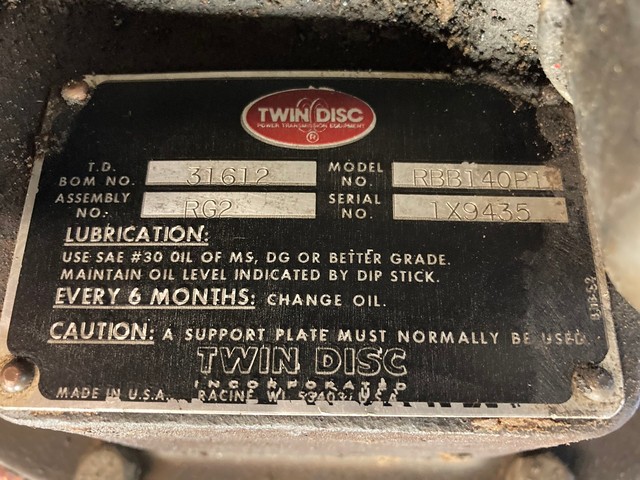 TWIN DISC
POWER TRANSMISSION EQUIPMENT
®
T.D. BOM NO. 31612 MODEL NO. RBB140P1
ASSEMBLY NO. RG2 SERIAL NO. 1X9435
LUBRICATION:
USE SAE #30 OIL OF MS, DG OR BETTER GRADE.
MAINTAIN OIL LEVEL INDICATED BY DIP STICK.
EVERY 6 MONTHS: CHANGE OIL.
CAUTION: A SUPPORT PLATE MUST NORMALLY BE USED.
TWIN DISC
INCORPORATED
MADE IN U.S.A. RACINE, WI. 53403, U.S.A.